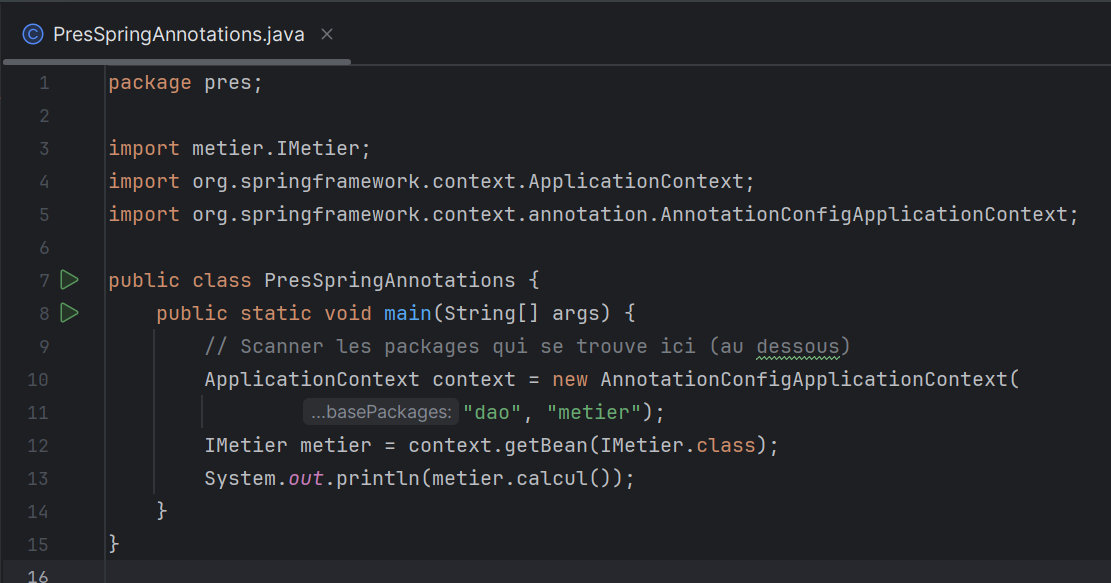 PresSpringAnnotations.java
1 package pres;
2
3 import metier.IMetier;
4 import org.springframework.context.ApplicationContext;
5 import org.springframework.context.annotation.AnnotationConfigApplicationContext;
6
7 public class PresSpringAnnotations {
8 public static void main(String[] args) {
9 // Scanner les packages qui se trouve ici (au dessous)
10 ApplicationContext context = new AnnotationConfigApplicationContext(
11 ...basePackages: "dao", "metier");
12 IMetier metier = context.getBean(IMetier.class);
13 System.out.println(metier.calcul());
14 }
15 }
16